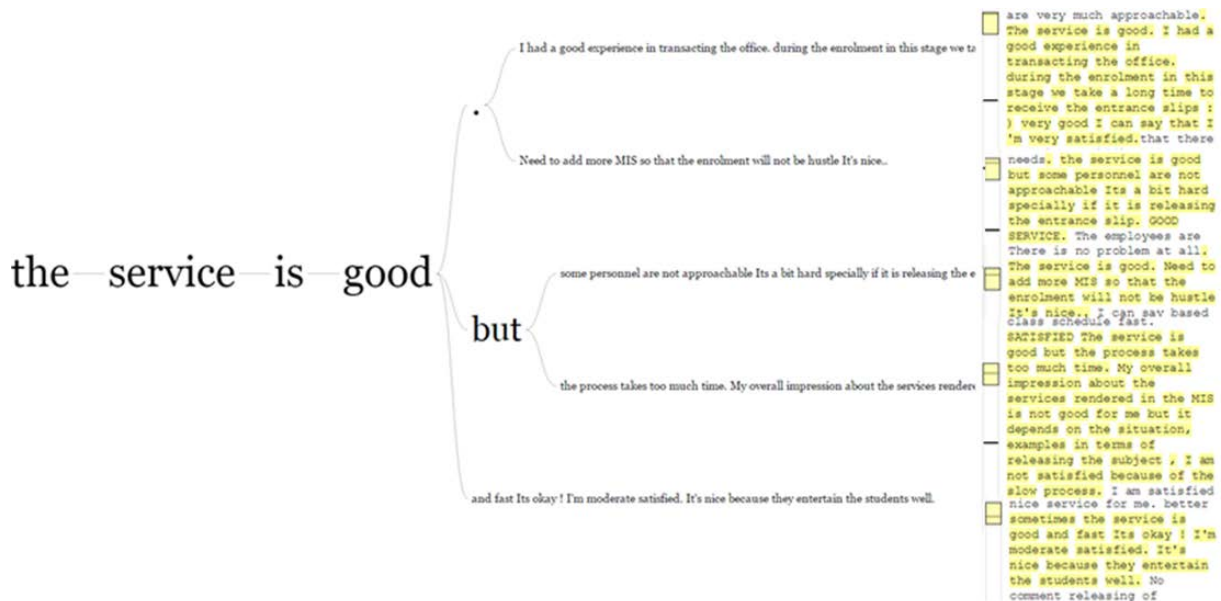 I had a good experience in transacting the office. during the enrolment in this stage we ta
.
Need to add more MIS so that the enrolment will not be hustle It's nice..
the service is good
some personnel are not approachable Its a bit hard specially if it is releasing the e
but
the process takes too much time. My overall impression about the services render
and fast Its okay ! I'm moderate satisfied. It's nice because they entertain the students well.
are very much approachable.
The service is good. I had a
good experience in
transacting the office.
during the enrolment in this
stage we take a long time to
receive the entrance slips :
) very good I can say that I
'm very satisfied.that there
needs. the service is good
but some personnel are not
approachable Its a bit hard
specially if it is releasing
the entrance slip. GOOD
SERVICE. The employees are
There is no problem at all.
The service is good. Need to
add more MIS so that the
enrolment will not be hustle
It's nice.. I can say based
class schedule fast.
SATISFIED The service is
good but the process takes
too much time. My overall
impression about the
services rendered in the MIS
is not good for me but it
depends on the situation,
examples in terms of
releasing the subject , I am
not satisfied because of the
slow process. I am satisfied
nice service for me. better
sometimes the service is
good and fast Its okay ! I'm
moderate satisfied. It's
nice because they entertain
the students well. No
comment releasing of